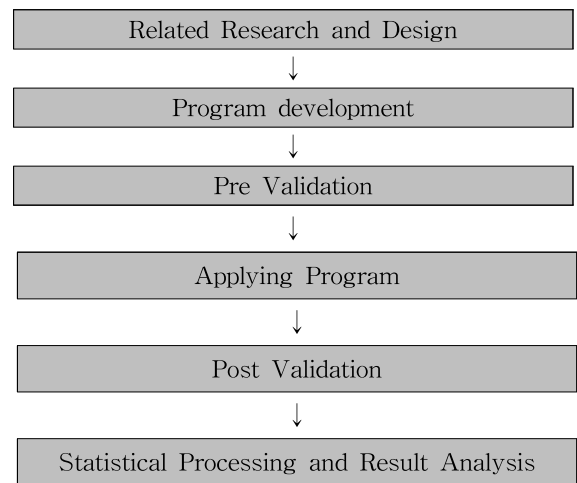 Related Research and Design
Program development
Pre Validation
Applying Program
Post Validation
Statistical Processing and Result Analysis